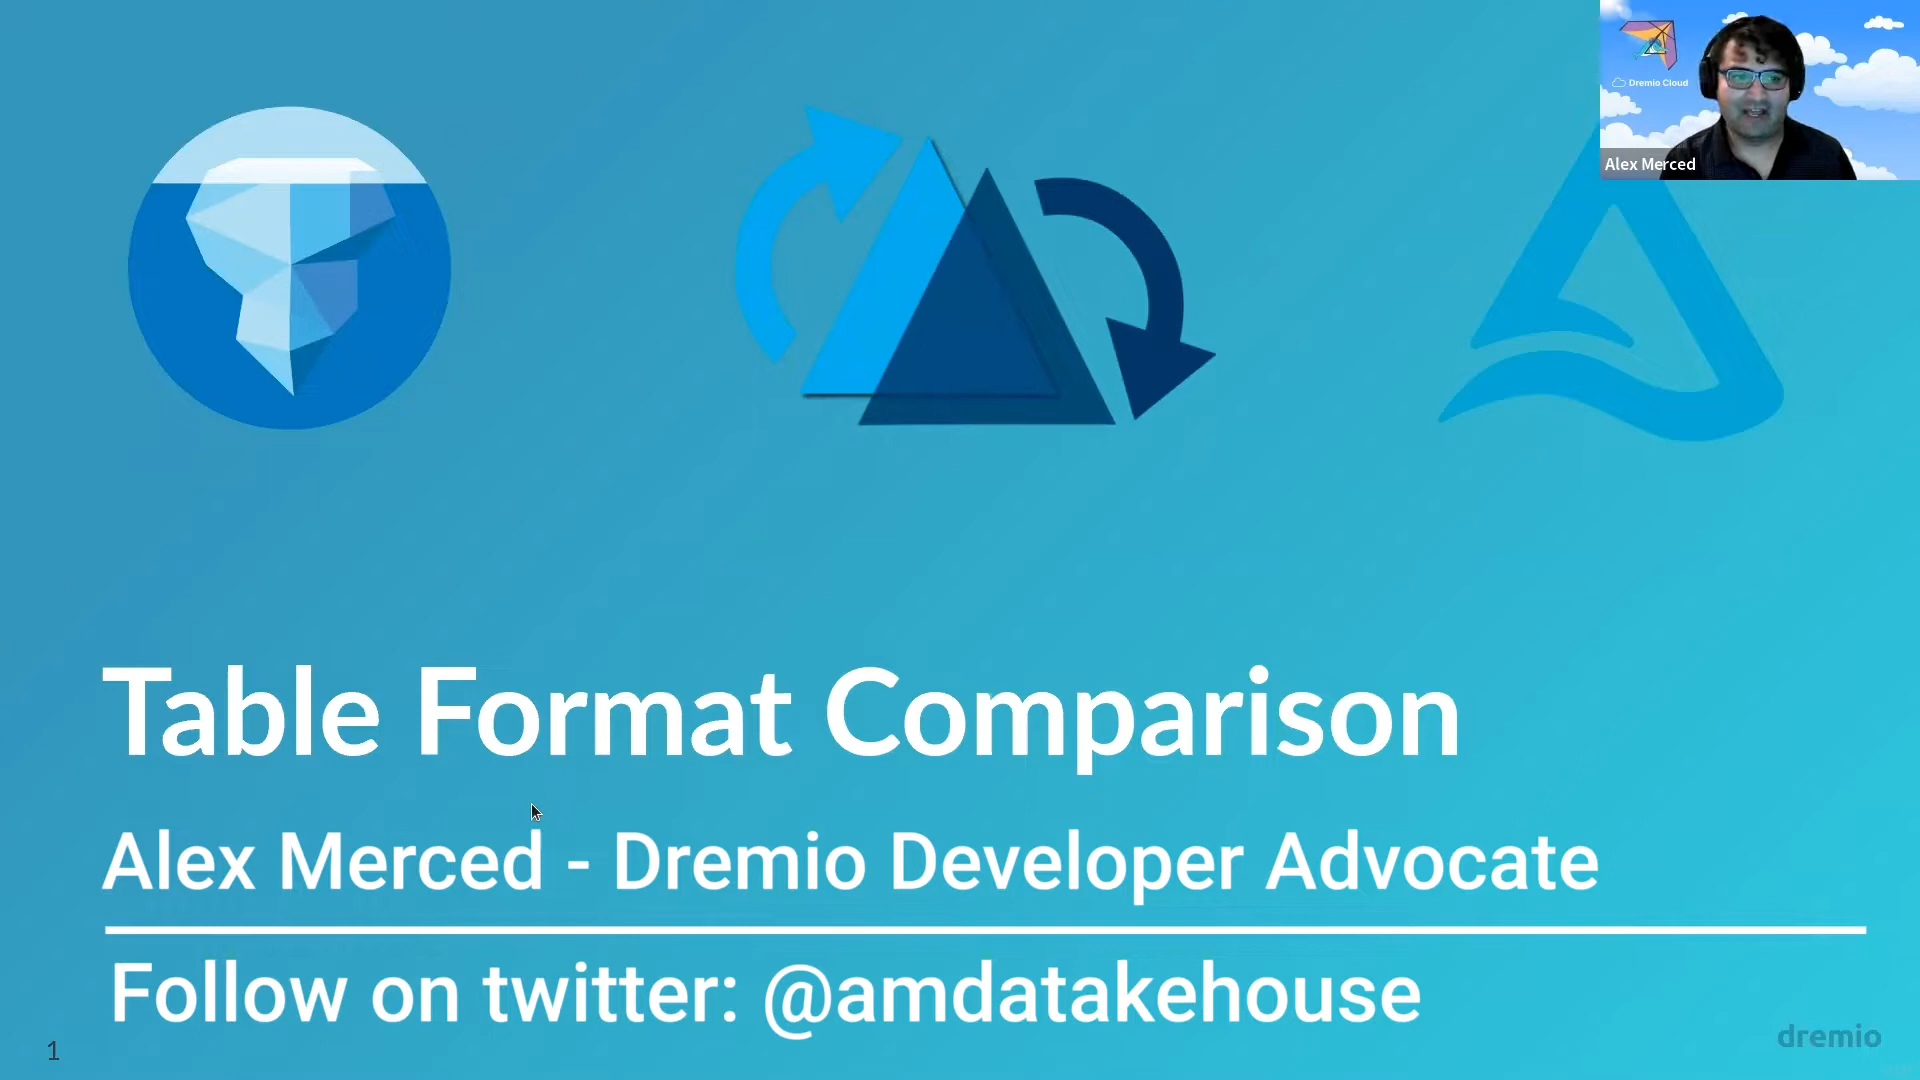 Dremio Cloud
Alex Merced
Table Format Comparison
Alex Merced - Dremio Developer Advocate
Follow on twitter: @amdatakehouse
1
dremio